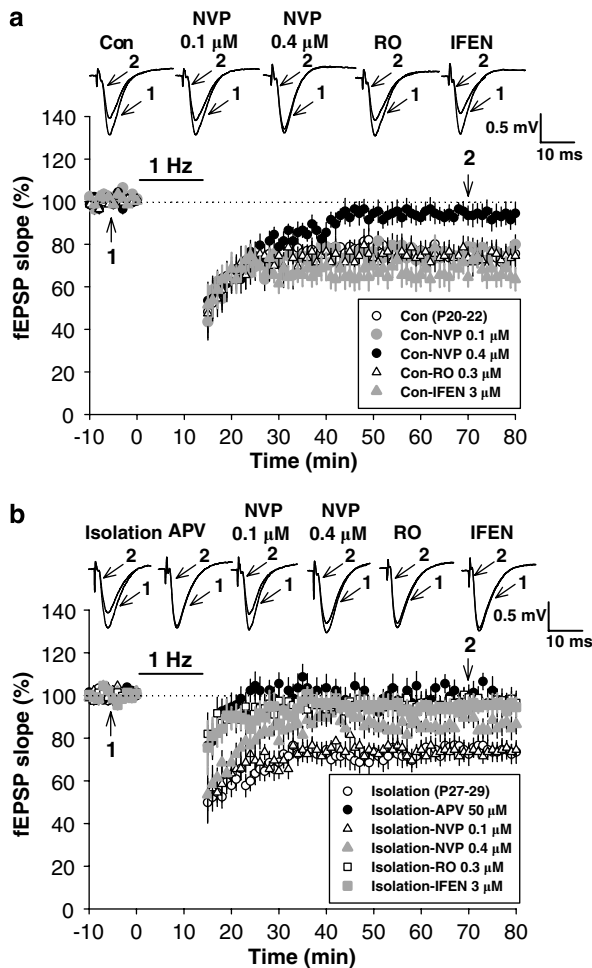 a
Con
NVP 0.1 µM
NVP 0.4 µM
RO
IFEN
2
1
2
1
2
1
2
1
2
1
0.5 mV
10 ms
fEPSP slope (%)
140
120
100
80
60
40
20
0
1 Hz
1
2
Con (P20-22)
Con-NVP 0.1 µM
Con-NVP 0.4 µM
Con-RO 0.3 µM
Con-IFEN 3 µM
-10 0 10 20 30 40 50 60 70 80
Time (min)
b
Isolation
APV
NVP 0.1 µM
NVP 0.4 µM
RO
IFEN
2
1
2
1
2
1
2
1
2
1
2
1
0.5 mV
10 ms
fEPSP slope (%)
140
120
100
80
60
40
20
0
1 Hz
1
2
Isolation (P27-29)
Isolation-APV 50 µM
Isolation-NVP 0.1 µM
Isolation-NVP 0.4 µM
Isolation-RO 0.3 µM
Isolation-IFEN 3 µM
-10 0 10 20 30 40 50 60 70 80
Time (min)